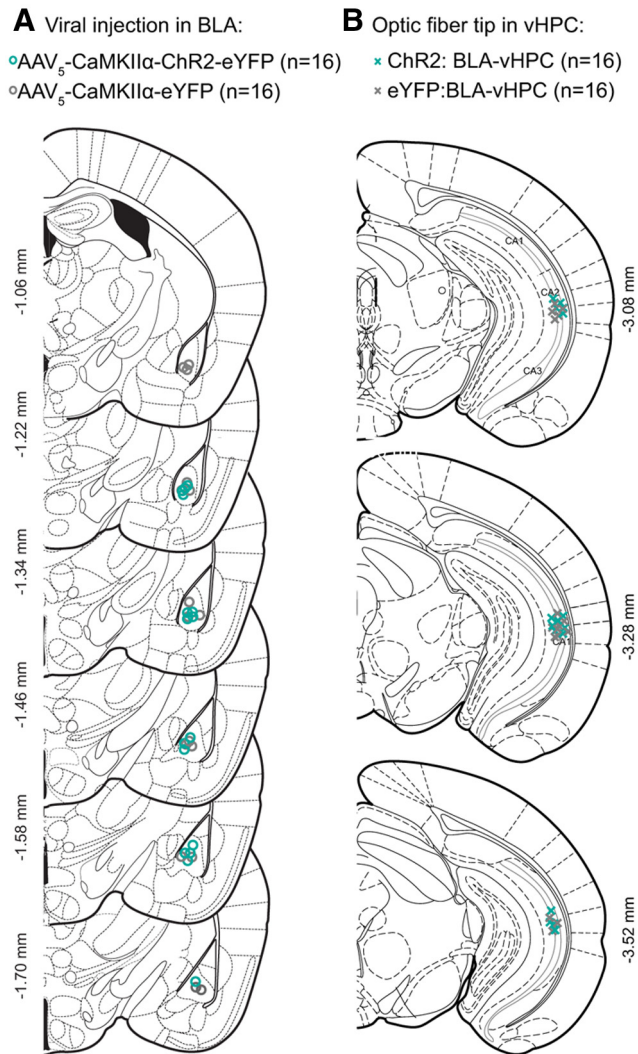 A Viral injection in BLA:
AAV5-CaMKIIα-ChR2-eYFP (n=16)
AAV5-CaMKIIα-eYFP (n=16)
-1.06 mm
-1.22 mm
-1.34 mm
-1.46 mm
-1.58 mm
-1.70 mm
B Optic fiber tip in vHPC:
ChR2: BLA-vHPC (n=16)
eYFP:BLA-vHPC (n=16)
CA1
CA2
CA3
-3.08 mm
CA1
-3.28 mm
-3.52 mm